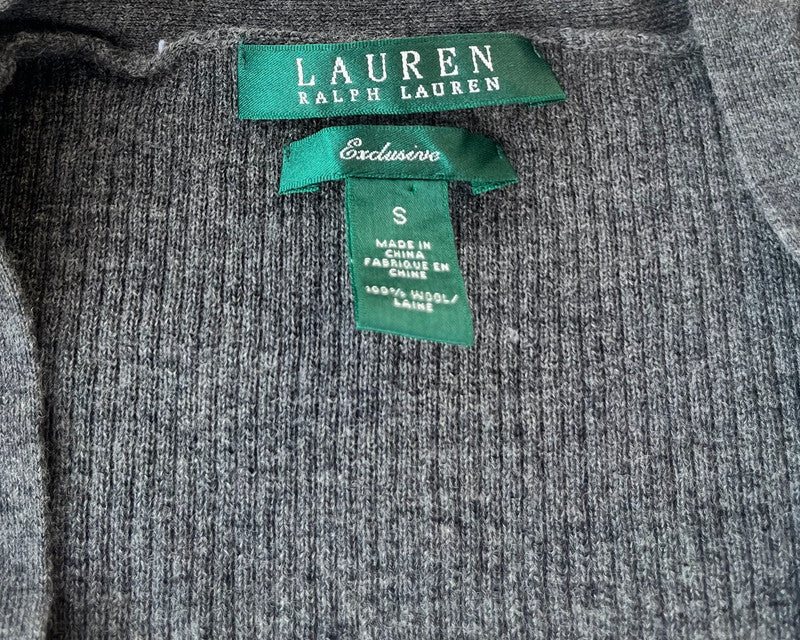 LAUREN
RALPH LAUREN
Exclusive
S
MADE IN
CHINA
FABRIQUE EN
CHINE
100% WOOL/
LAINE